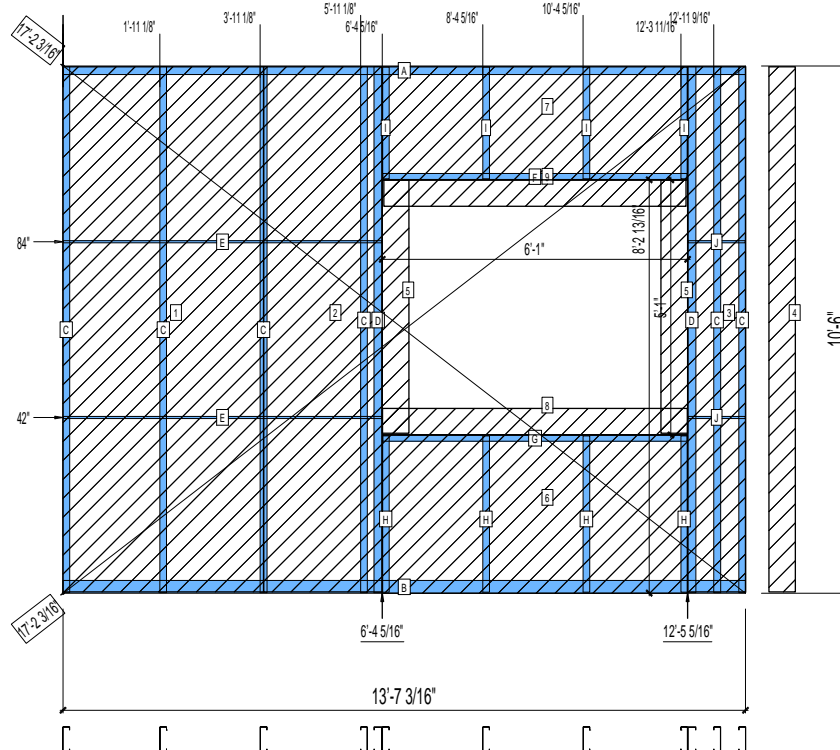 5'-11 1/8"
17'-2 3/16"
1'-11 1/8"
3'-11 1/8"
6'-4 5/16"
8'-4 5/16"
10'-4 5/16"
12'-3 11/16"
12'-11 9/16"
A
7
I
I
I
I
F
9
8'-2 13/16"
84"
E
J
6'-1"
5
5
5'-1"
1
2
3
4
C
C
C
C
D
D
C
C
10'-6"
8
42"
E
J
G
6
H
H
H
H
B
17'-2 3/16"
6'-4 5/16"
12'-5 5/16"
13'-7 3/16"